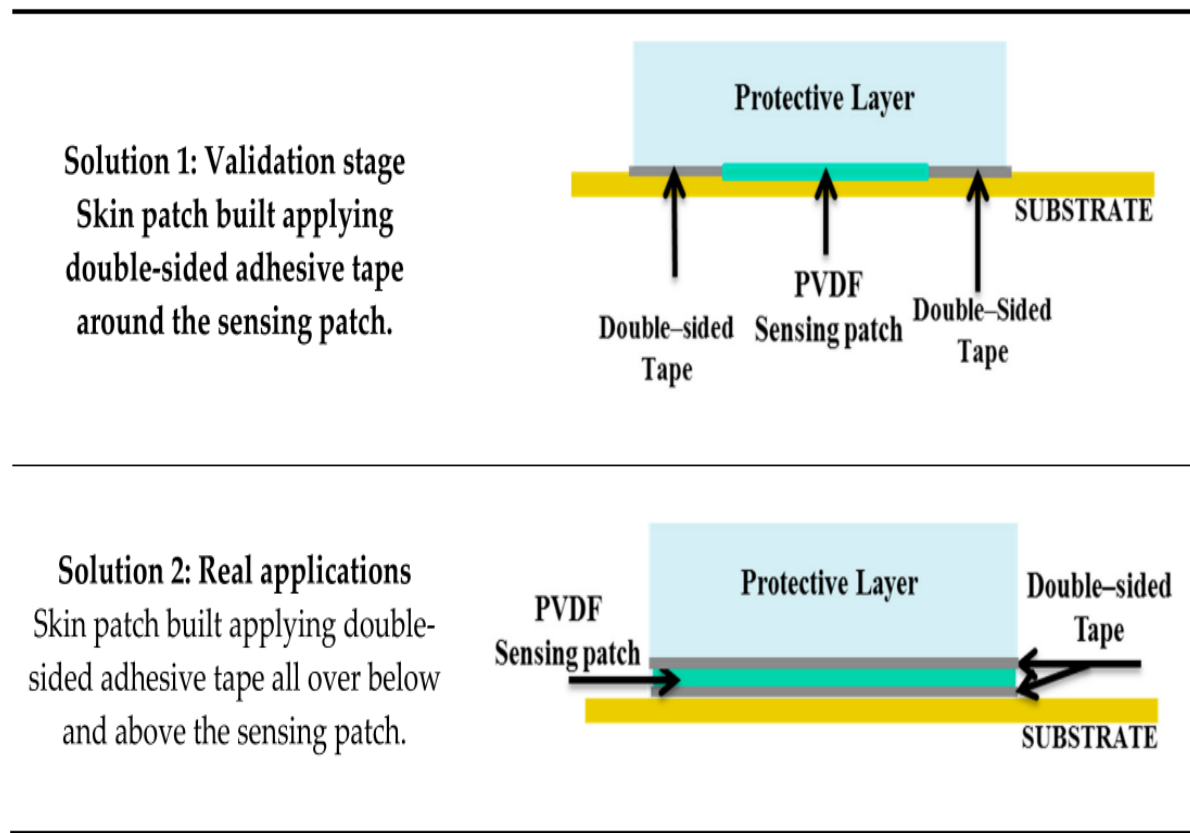 Solution 1: Validation stage
Skin patch built applying
double-sided adhesive tape
around the sensing patch.
Protective Layer
SUBSTRATE
Double–sided
Tape
PVDF
Sensing patch
Double–Sided
Tape
Solution 2: Real applications
Skin patch built applying double-
sided adhesive tape all over below
and above the sensing patch.
PVDF
Sensing patch
Protective Layer
Double–sided
Tape
SUBSTRATE